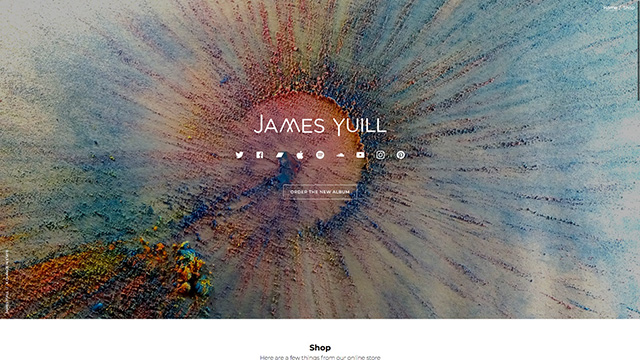 Home / Shop
JAMES YUILL
ORDER THE NEW ALBUM
Shop
Here are a few things from our online store